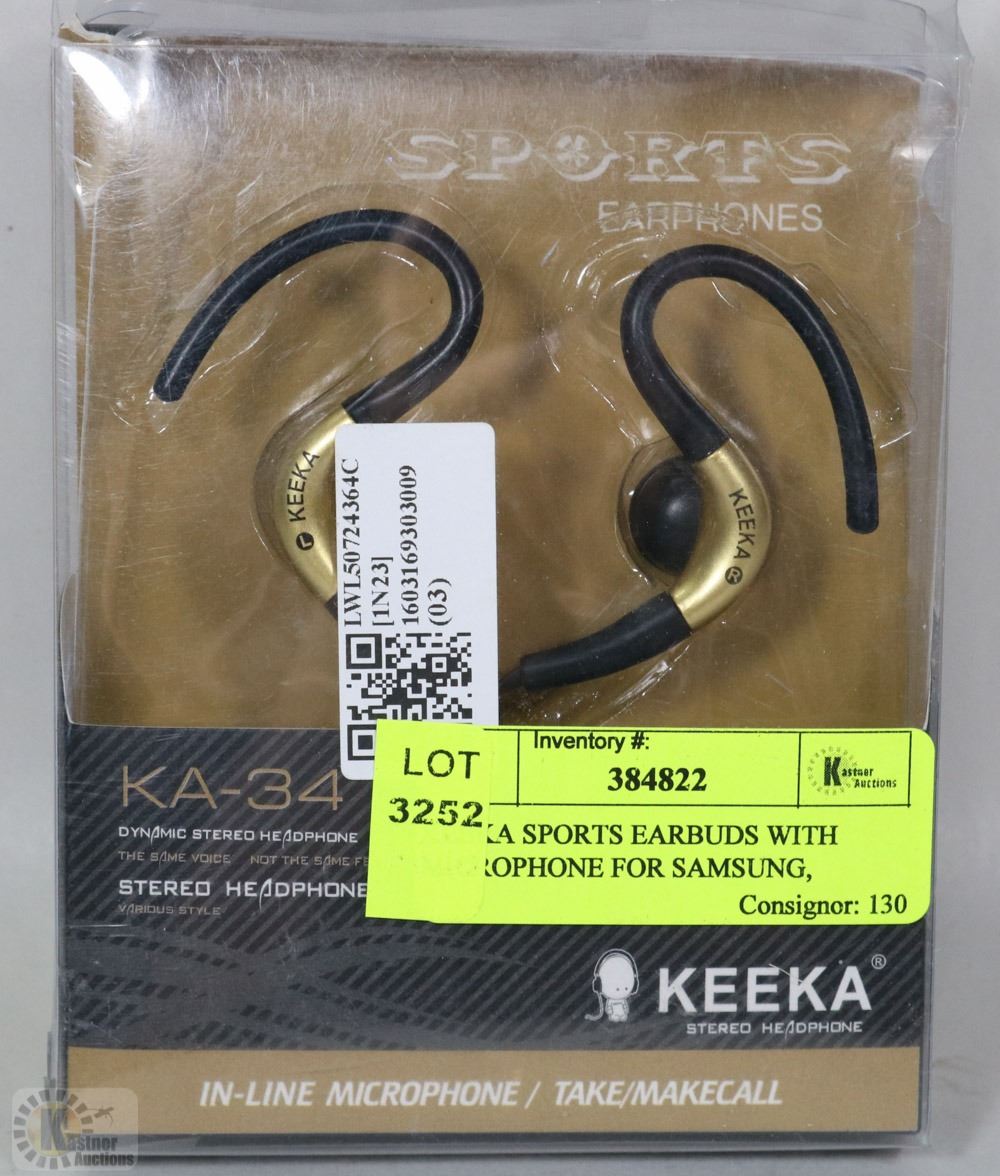 SPORTS
EARPHONES
KEEKA
L
KEEKA
R
LWL50724364C
[1N23]
1603169303009
(03)
LOT
3252
Inventory #:
384822
Kastner
Auctions
KA SPORTS EARBUDS WITH
MICROPHONE FOR SAMSUNG,
Consignor: 130
KA-34
DYNAMIC STEREO HEADPHONE
THE SAME VOICE NOT THE SAME
STEREO HEADPHONE
VARIOUS STYLE
KEEKA®
STEREO HEADPHONE
IN-LINE MICROPHONE / TAKE/MAKECALL
Kastner
Auctions